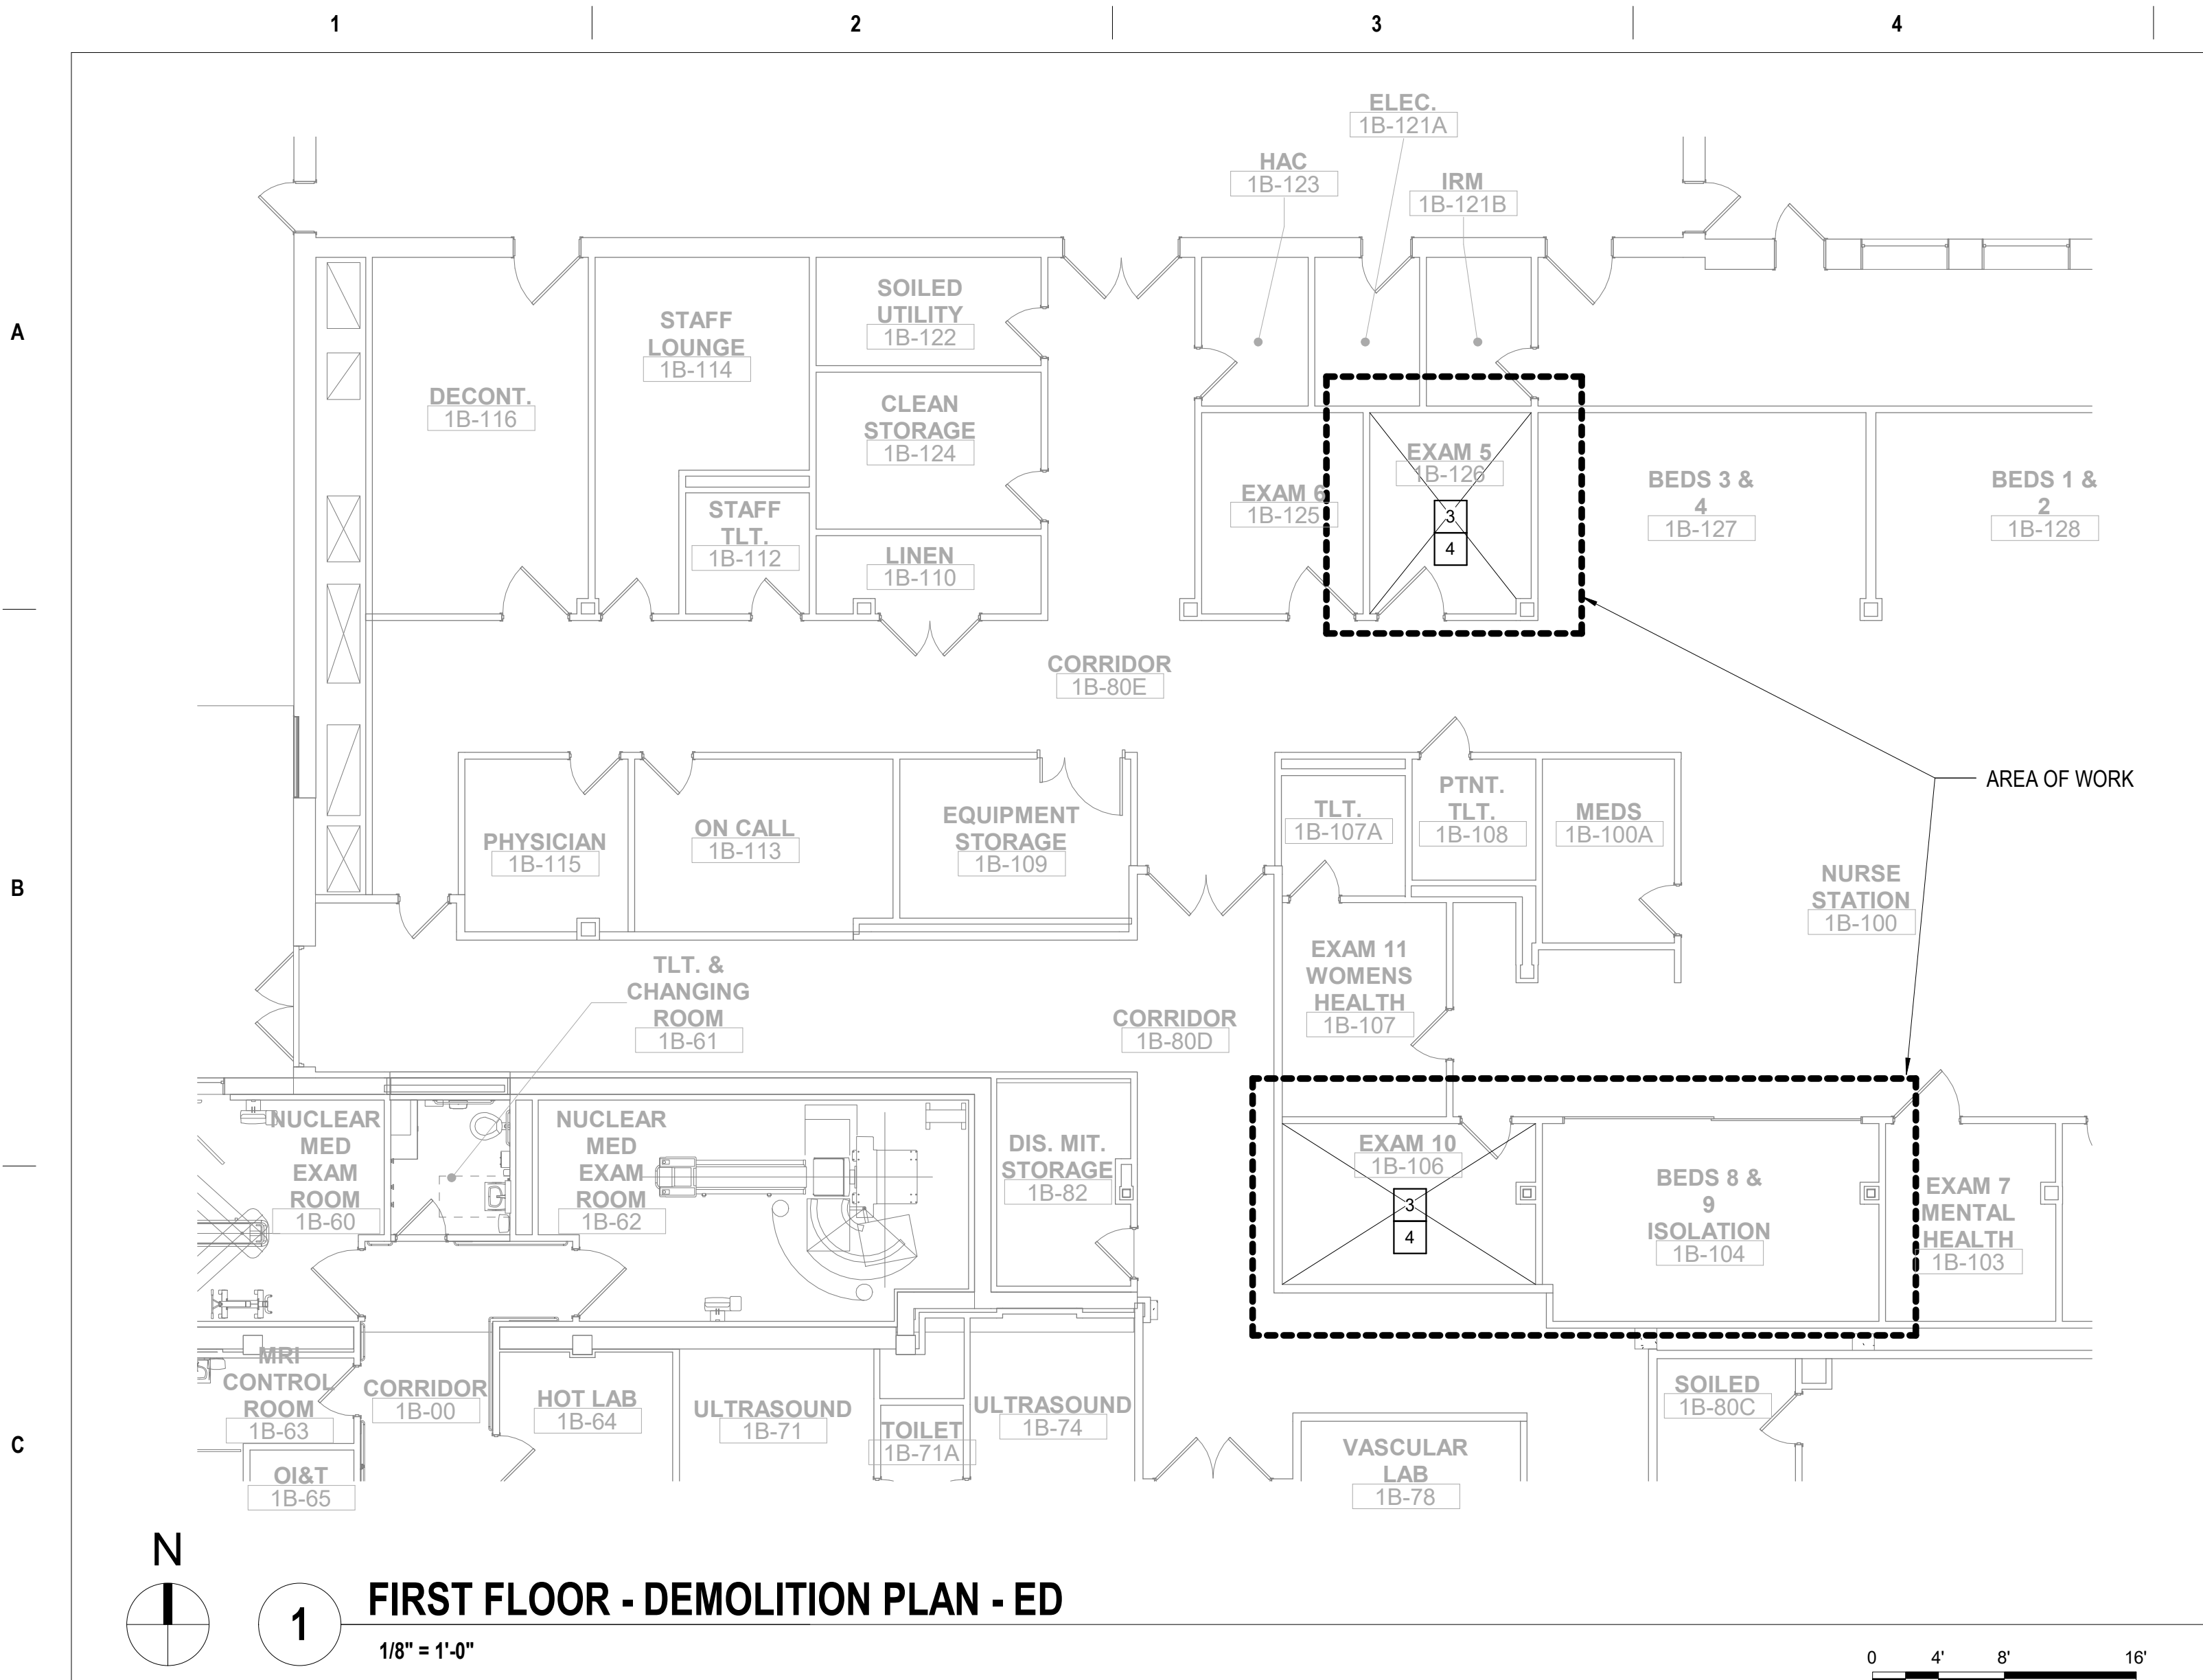 1
2
3
4
A
B
C
ELEC.
1B-121A
HAC
1B-123
IRM
1B-121B
SOILED
UTILITY
1B-122
STAFF
LOUNGE
1B-114
DECONT.
1B-116
CLEAN
STORAGE
1B-124
EXAM 5
1B-126
3
4
EXAM 6
1B-125
BEDS 3 &
4
1B-127
BEDS 1 &
2
1B-128
STAFF
TLT.
1B-112
LINEN
1B-110
CORRIDOR
1B-80E
AREA OF WORK
PHYSICIAN
1B-115
ON CALL
1B-113
EQUIPMENT
STORAGE
1B-109
TLT.
1B-107A
PTNT.
TLT.
1B-108
MEDS
1B-100A
NURSE
STATION
1B-100
TLT. &
CHANGING
ROOM
1B-61
EXAM 11
WOMENS
HEALTH
1B-107
CORRIDOR
1B-80D
NUCLEAR
MED
EXAM
ROOM
1B-60
NUCLEAR
MED
EXAM
ROOM
1B-62
DIS. MIT.
STORAGE
1B-82
EXAM 10
1B-106
3
4
BEDS 8 &
9
ISOLATION
1B-104
EXAM 7
MENTAL
HEALTH
1B-103
MRI
CONTROL
ROOM
1B-63
CORRIDOR
1B-00
HOT LAB
1B-64
ULTRASOUND
1B-71
TOILET
1B-71A
ULTRASOUND
1B-74
SOILED
1B-80C
VASCULAR
LAB
1B-78
OI&T
1B-65
N
1
FIRST FLOOR - DEMOLITION PLAN - ED
1/8" = 1'-0"
0 4' 8' 16'